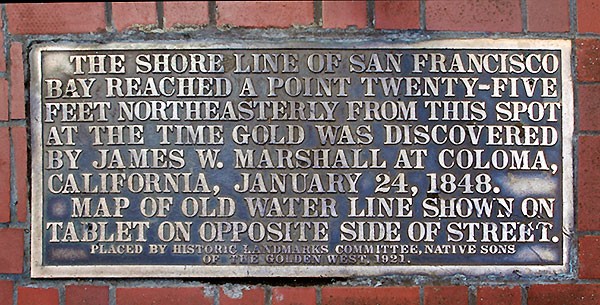 THE SHORE LINE OF SAN FRANCISCO
BAY REACHED A POINT TWENTY-FIVE
FEET NORTHEASTERLY FROM THIS SPOT
AT THE TIME GOLD WAS DISCOVERED
BY JAMES W. MARSHALL AT COLOMA,
CALIFORNIA, JANUARY 24, 1848.
MAP OF OLD WATER LINE SHOWN ON
TABLET ON OPPOSITE SIDE OF STREET.
PLACED BY HISTORIC LANDMARKS COMMITTEE, NATIVE SONS
OF THE GOLDEN WEST, 1921.